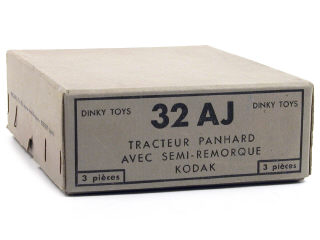 DINKY TOYS 32 AJ DINKY TOYS
TRACTEUR PANHARD
AVEC SEMI-REMORQUE
3 pièces KODAK 3 pièces